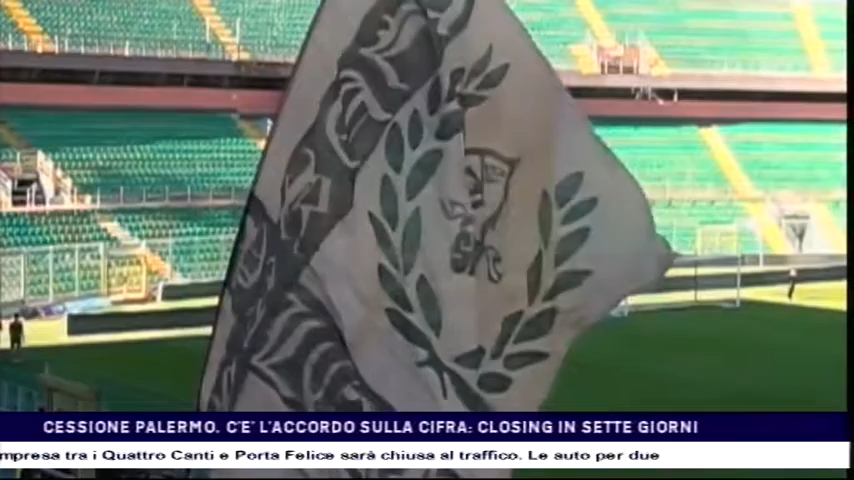 CESSIONE PALERMO. C'E' L'ACCORDO SULLA CIFRA: CLOSING IN SETTE GIORNI
mpresa tra i Quattro Canti e Porta Felice sarà chiusa al traffico. Le auto per due